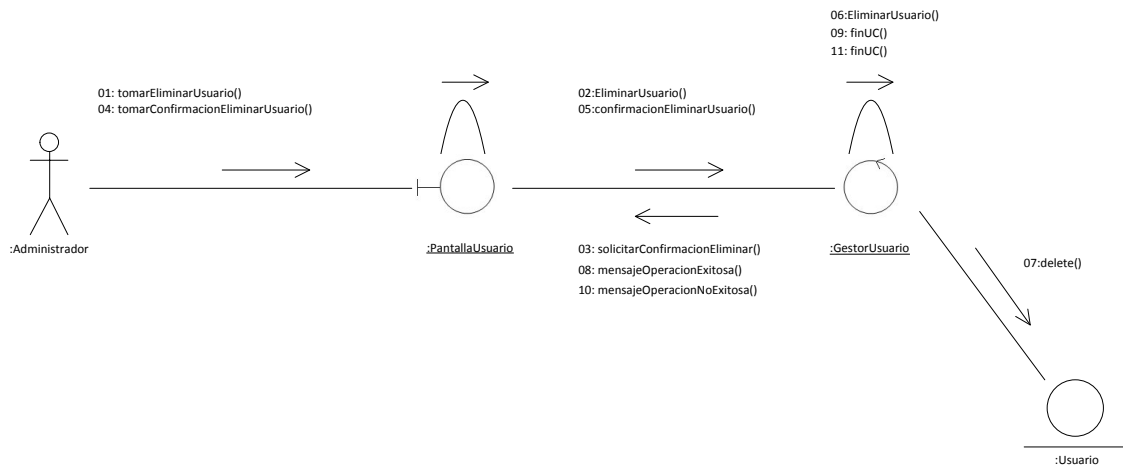 06:EliminarUsuario()
09: finUC()
11: finUC()
01: tomarEliminarUsuario()
04: tomarConfirmacionEliminarUsuario()
02:EliminarUsuario()
05:confirmacionEliminarUsuario()
:Administrador
:PantallaUsuario
03: solicitarConfirmacionEliminar()
08: mensajeOperacionExitosa()
10: mensajeOperacionNoExitosa()
:GestorUsuario
07:delete()
:Usuario